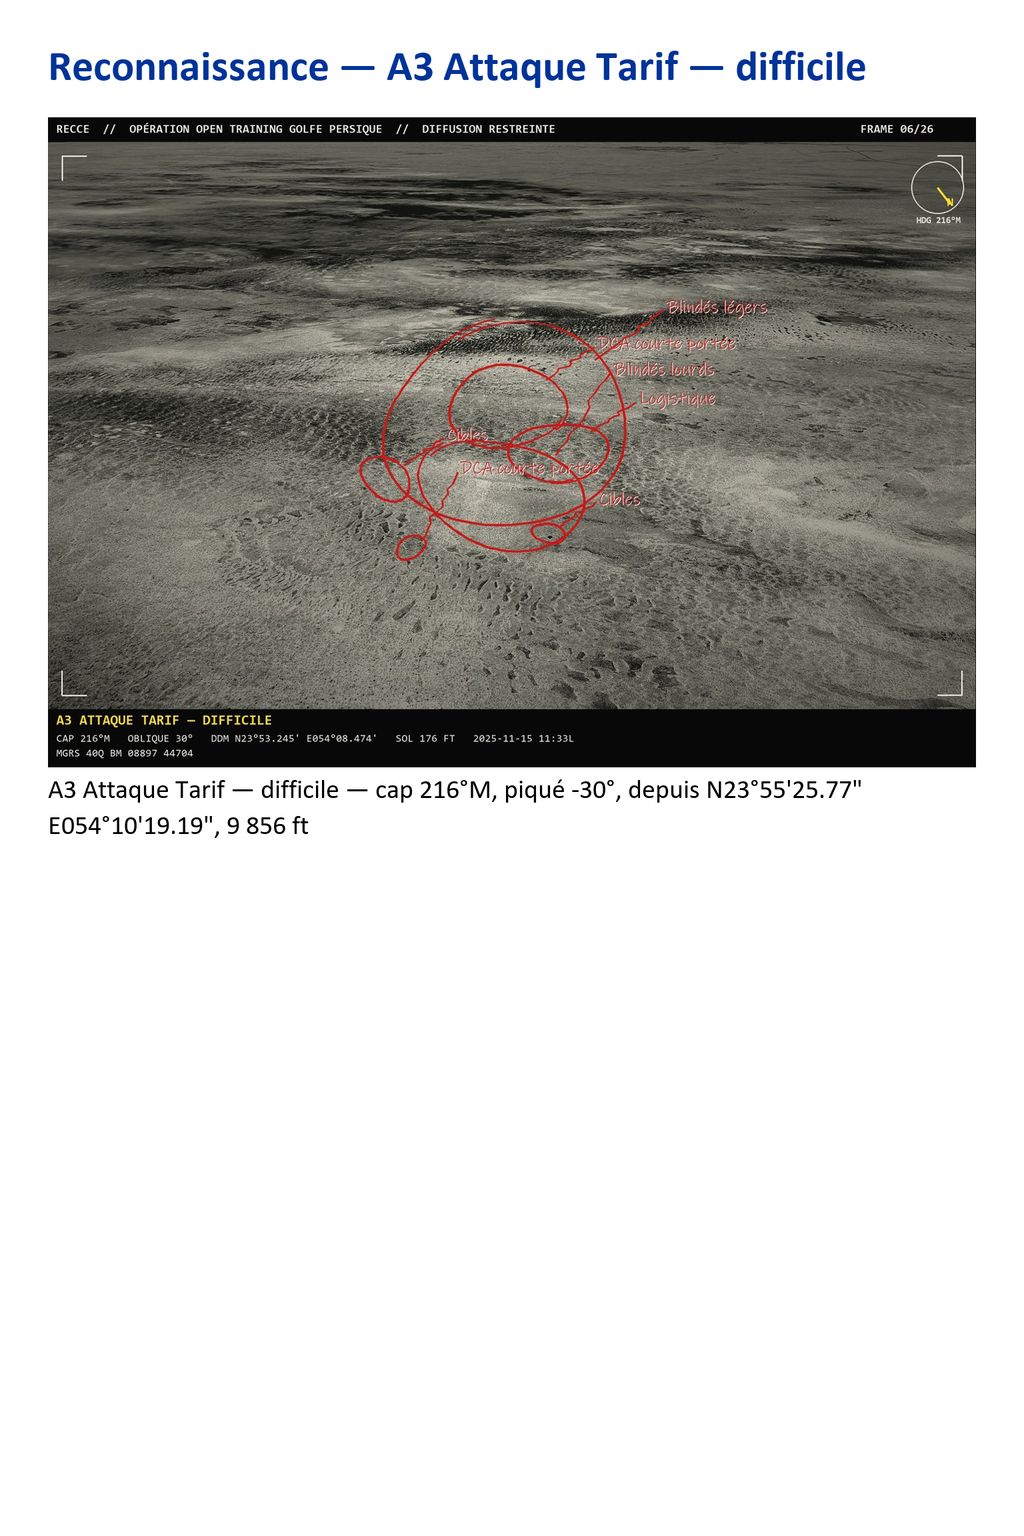 Reconnaissance — A3 Attaque Tarif — difficile
RECCE // OPÉRATION OPEN TRAINING GOLFE PERSIQUE // DIFFUSION RESTREINTE FRAME 06/26
N
HDG 216°M
Blindés légers
DCA courte portée
Blindés lourds
Logistique
Cibles
DCA courte portée
Cibles
A3 ATTAQUE TARIF — DIFFICILE
CAP 216°M OBLIQUE 30° DDM N23°53.245' E054°08.474' SOL 176 FT 2025-11-15 11:33L
MGRS 40Q BM 08897 44704
A3 Attaque Tarif — difficile — cap 216°M, piqué -30°, depuis N23°55'25.77"
E054°10'19.19", 9 856 ft